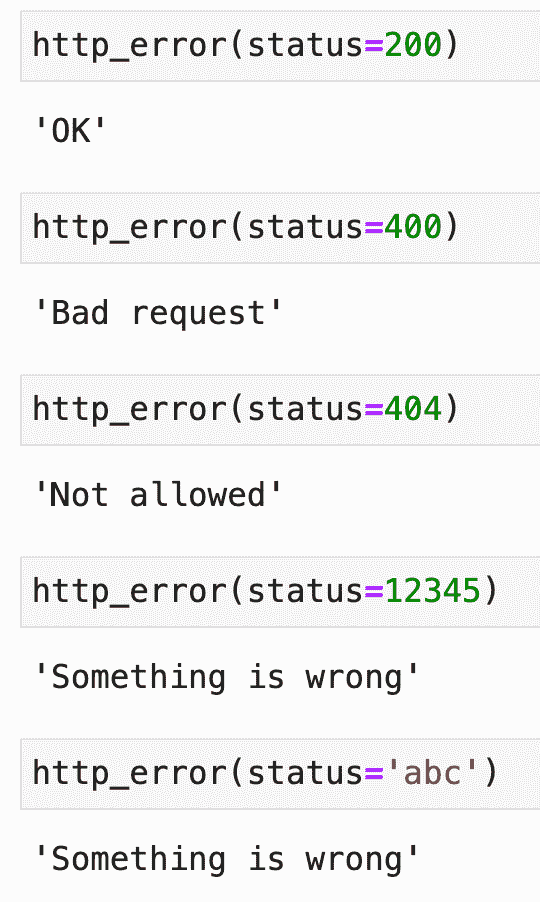 http_error(status=200)
'OK'
http_error(status=400)
'Bad request'
http_error(status=404)
'Not allowed'
http_error(status=12345)
'Something is wrong'
http_error(status='abc')
'Something is wrong'